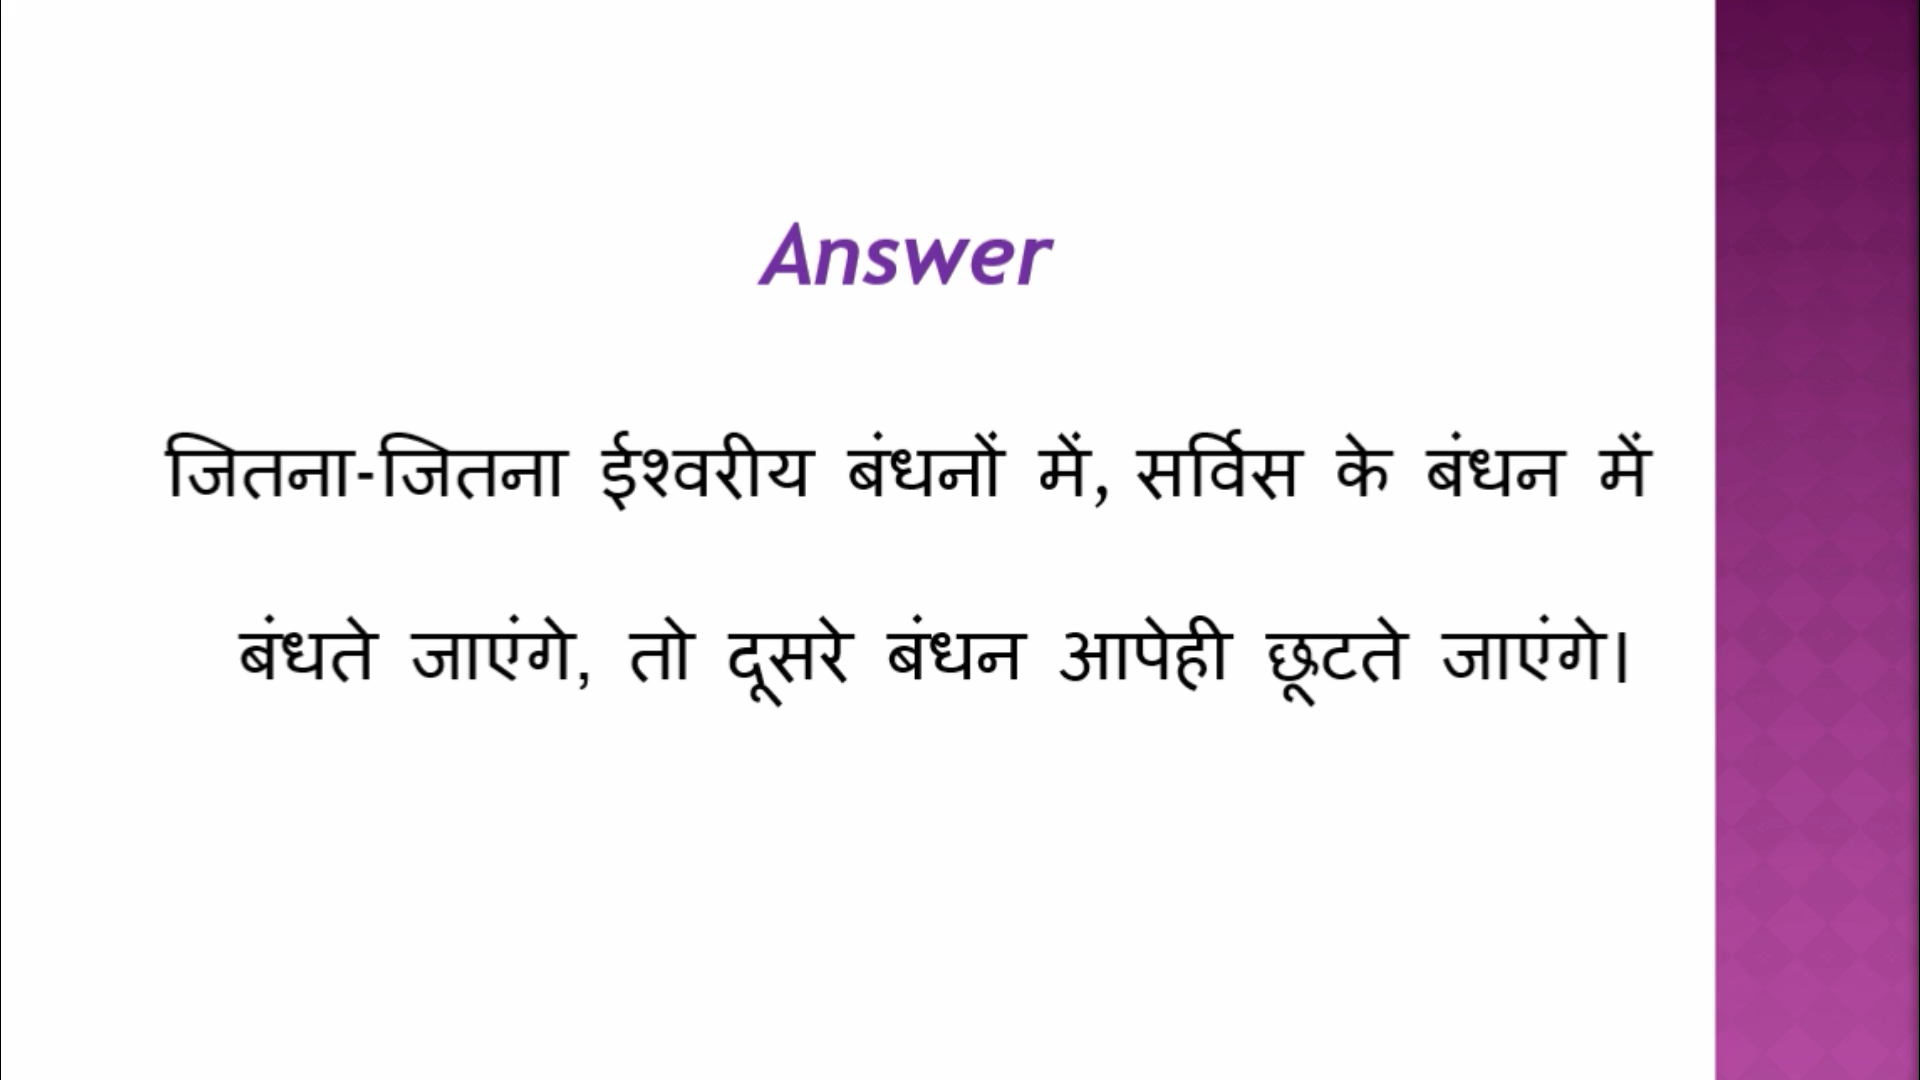 Answer
जितना-जितना ईश्वरीय बंधनों में, सर्विस के बंधन में
बंधते जाएंगे, तो दूसरे बंधन आपेही छूटते जाएंगे।